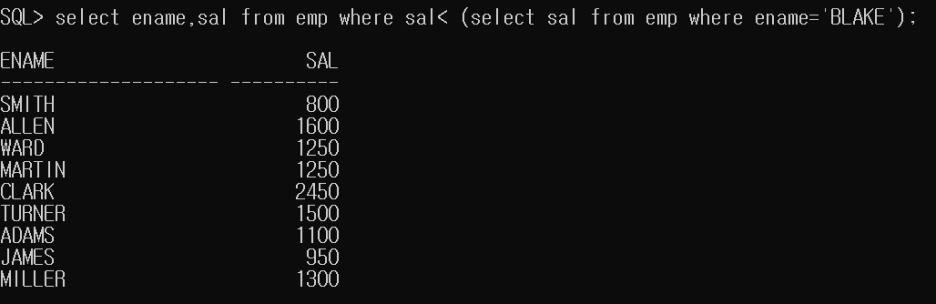 SQL> select ename,sal from emp where sal< (select sal from emp where ename='BLAKE');
ENAME SAL
-------------------- ----------
SMITH 800
ALLEN 1600
WARD 1250
MARTIN 1250
CLARK 2450
TURNER 1500
ADAMS 1100
JAMES 950
MILLER 1300